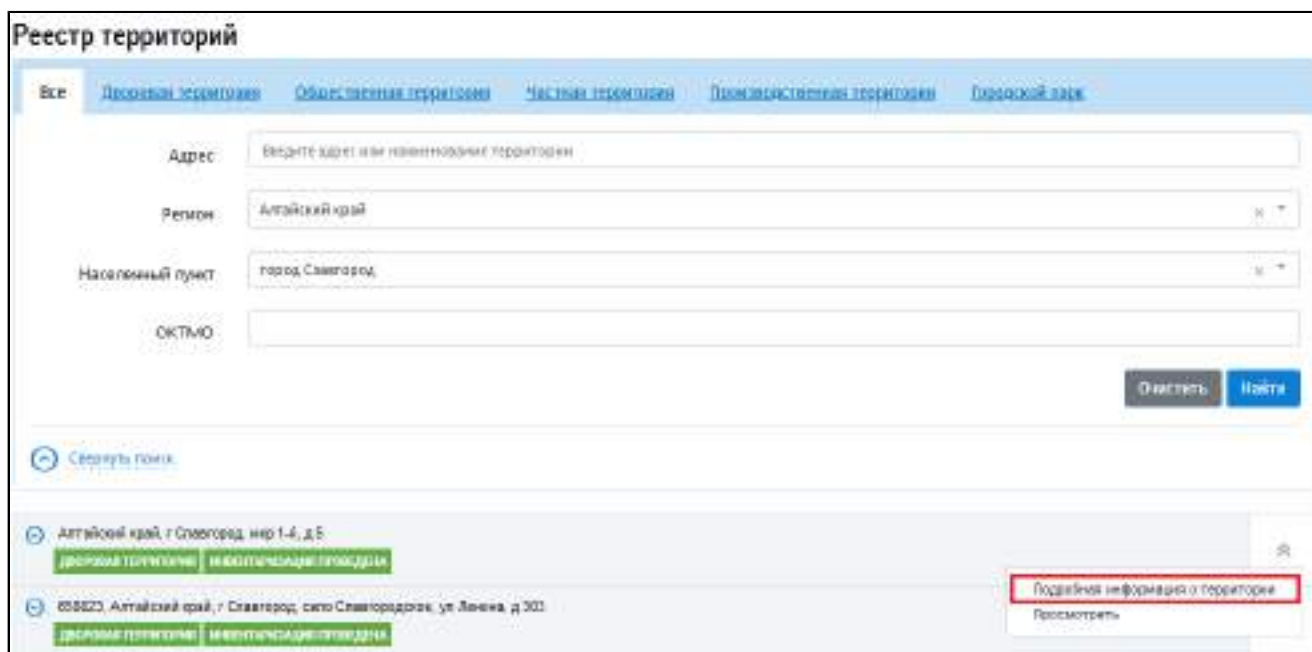 Реестр территорий
Все Дворовая территория Общественная территория Частная территория Производственная территория Городской парк
Адрес Введите адрес или наименование территории
Регион Алтайский край
Населенный пункт город Славгород
ОКТМО
Очистить Найти
Свернуть поиск
Алтайский край, г Славгород, мкр 1-й, д 5
ДВОРОВАЯ ТЕРРИТОРИЯ ИНВЕНТАРИЗАЦИЯ ПРОВЕДЕНА
Подробная информация о территории
Алтайский край, г Славгород, село Славгородское, ул Ленина, д 303
Просмотреть
ДВОРОВАЯ ТЕРРИТОРИЯ ИНВЕНТАРИЗАЦИЯ ПРОВЕДЕНА